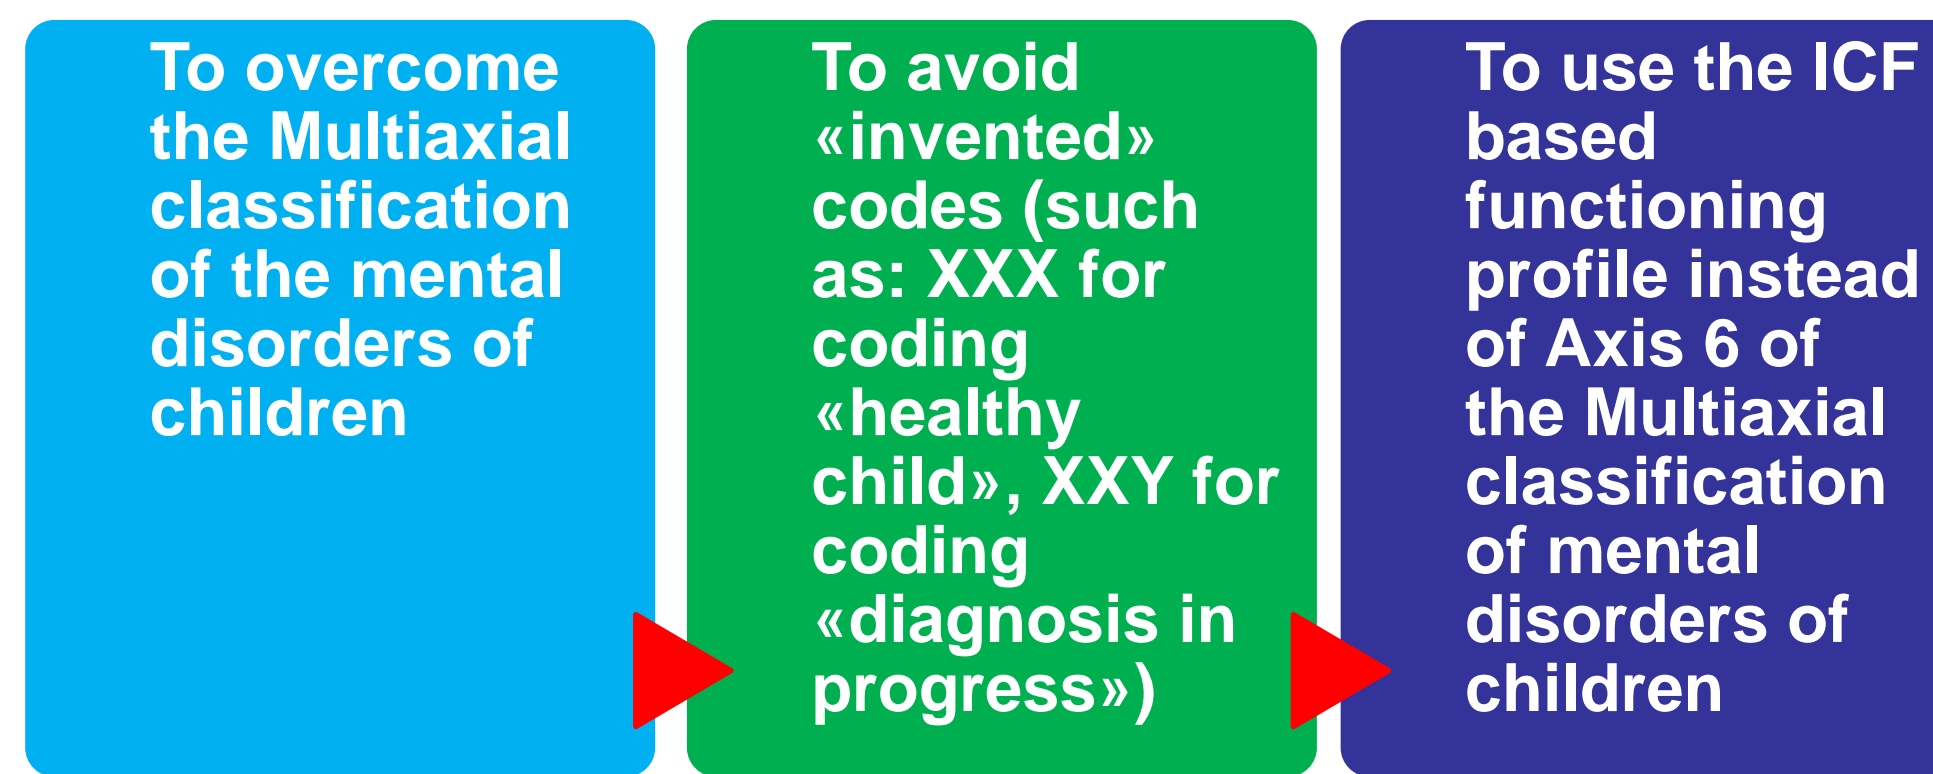 To overcome
the Multiaxial
classification
of the mental
disorders of
children
To avoid
«invented»
codes (such
as: XXX for
coding
«healthy
child», XXY for
coding
«diagnosis in
progress»)
To use the ICF
based
functioning
profile instead
of Axis 6 of
the Multiaxial
classification
of mental
disorders of
children